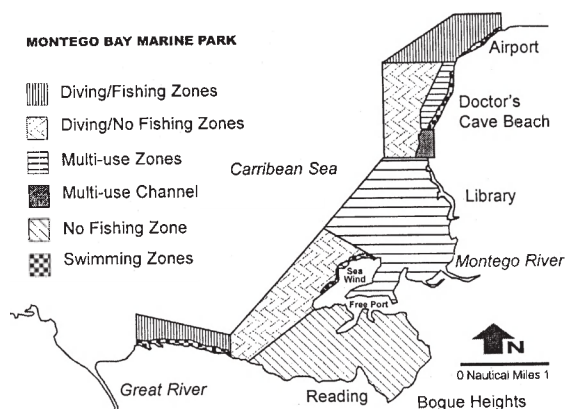 MONTEGO BAY MARINE PARK
Diving/Fishing Zones
Diving/No Fishing Zones
Multi-use Zones
Multi-use Channel
No Fishing Zone
Swimming Zones
Airport
Doctor's
Cave Beach
Carribean Sea
Library
Montego River
Sea
Wind
Free Port
N
0 Nautical Miles 1
Great River
Reading
Bogue Heights